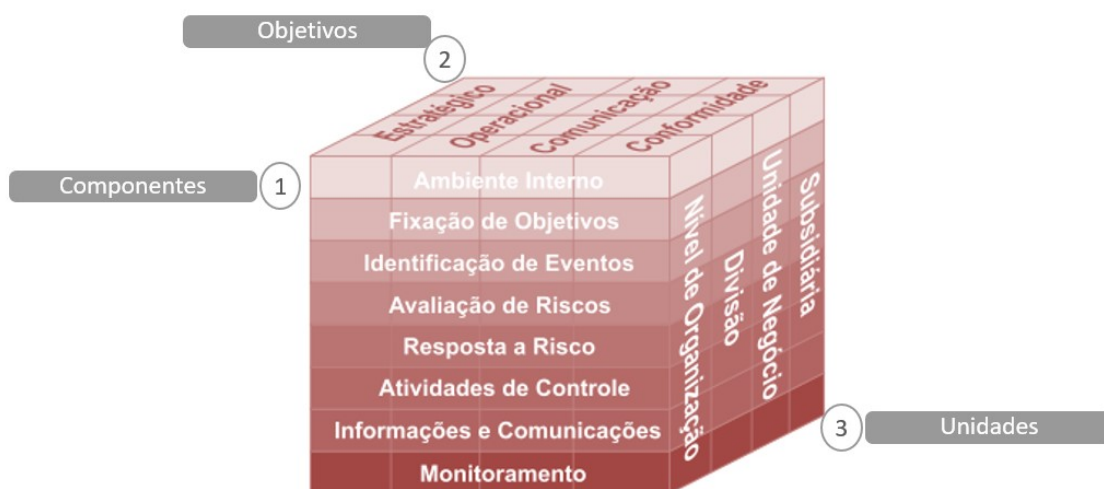 Objetivos
2
Estratégico
Operacional
Comunicação
Conformidade
Componentes
1
Ambiente Interno
Fixação de Objetivos
Identificação de Eventos
Avaliação de Riscos
Resposta a Risco
Atividades de Controle
Informações e Comunicações
Monitoramento
Nível de Organização
Divisão
Unidade de Negócio
Subsidiária
3
Unidades